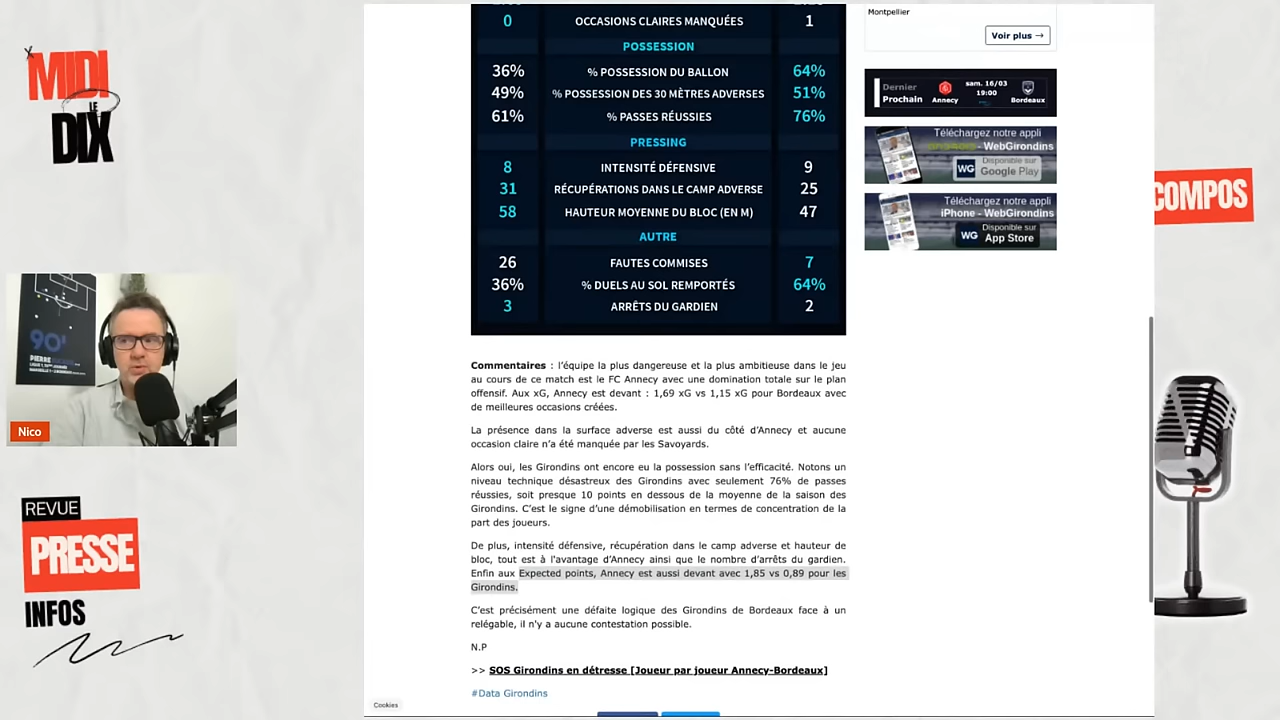 MIDI
LE
DIX
90'
PIERRE
Nico
REVUE
PRESSE
INFOS
0 OCCASIONS CLAIRES MANQUÉES 1
POSSESSION
36% % POSSESSION DU BALLON 64%
49% % POSSESSION DES 30 MÈTRES ADVERSES 51%
61% % PASSES RÉUSSIES 76%
PRESSING
8 INTENSITÉ DÉFENSIVE 9
31 RÉCUPÉRATIONS DANS LE CAMP ADVERSE 25
58 HAUTEUR MOYENNE DU BLOC (EN M) 47
AUTRE
26 FAUTES COMMISES 7
36% % DUELS AU SOL REMPORTÉS 64%
3 ARRÊTS DU GARDIEN 2
Commentaires : l'équipe la plus dangereuse et la plus ambitieuse dans le jeu
au cours de ce match est le FC Annecy avec une domination totale sur le plan
offensif. Aux xG, Annecy est devant : 1,69 xG vs 1,15 xG pour Bordeaux avec
de meilleures occasions créées.
La présence dans la surface adverse est aussi du côté d'Annecy et aucune
occasion claire n'a été manquée par les Savoyards.
Alors oui, les Girondins ont encore eu la possession sans l'efficacité. Notons un
niveau technique désastreux des Girondins avec seulement 76% de passes
réussies, soit presque 10 points en dessous de la moyenne de la saison des
Girondins. C'est le signe d'une démobilisation en termes de concentration de la
part des joueurs.
De plus, intensité défensive, récupération dans le camp adverse et hauteur de
bloc, tout est à l'avantage d'Annecy ainsi que le nombre d'arrêts du gardien.
Enfin aux Expected points, Annecy est aussi devant avec 1,85 vs 0,89 pour les
Girondins.
C'est précisément une défaite logique des Girondins de Bordeaux face à un
relégable, il n'y a aucune contestation possible.
N.P
>> SOS Girondins en détresse [Joueur par joueur Annecy-Bordeaux]
#Data Girondins
Cookies
Montpellier
Voir plus →
Dernier
Prochain
Annecy
sam. 16/03
19:00
Bordeaux
Téléchargez notre appli
ANDROID - WebGirondins
WG
Disponible sur
Google Play
Téléchargez notre appli
iPhone - WebGirondins
WG
Disponible sur
App Store
COMPOS